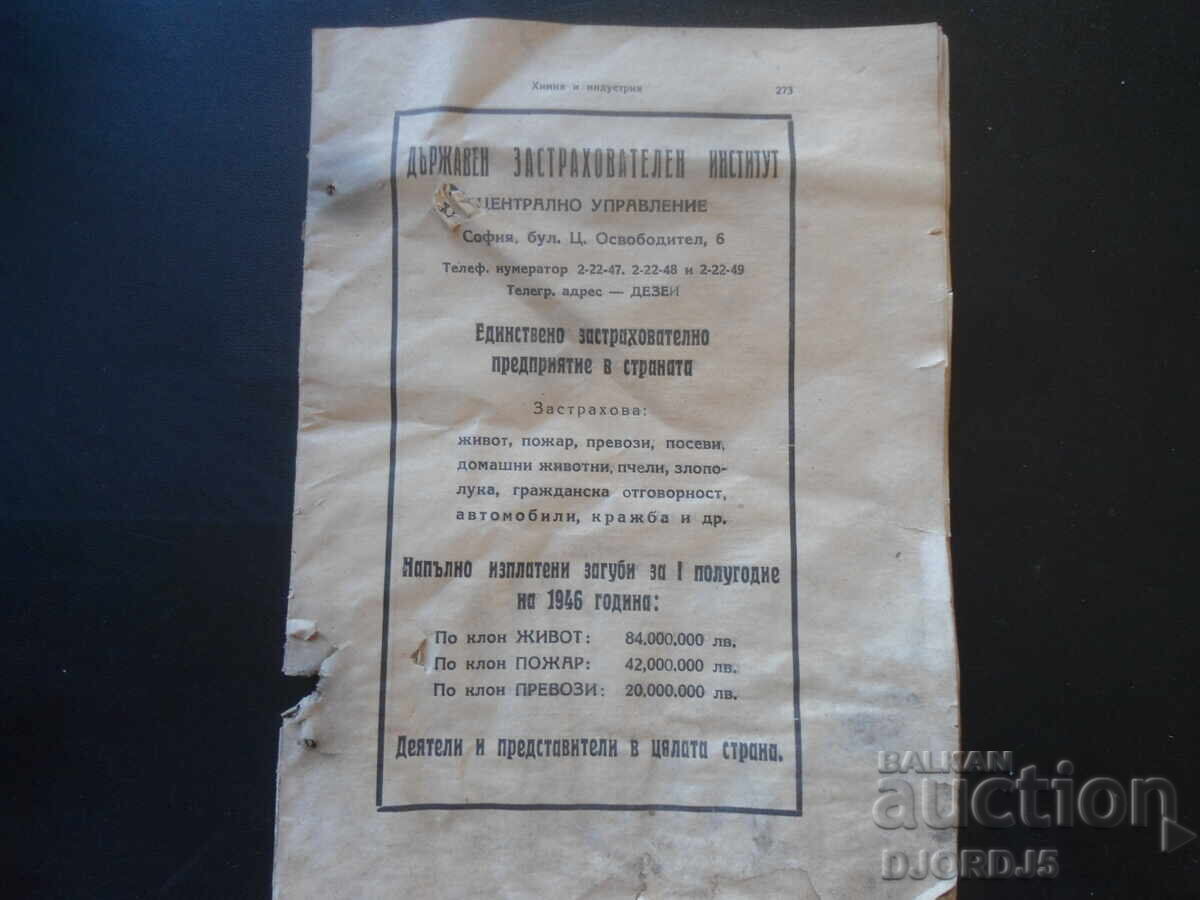 Химия и индустрия 273
ДЪРЖАВЕН ЗАСТРАХОВАТЕЛЕН ИНСТИТУТ
ЦЕНТРАЛНО УПРАВЛЕНИЕ
София, бул. Ц. Освободител, 6
Телеф. нумератор 2-22-47. 2-22-48 и 2-22-49
Телегр. адрес — ДЕЗЕИ
Единствено застрахователно
предприятие в страната
Застрахова:
живот, пожар, превози, посеви,
домашни животни, пчели, злопо-
лука, гражданска отговорност,
автомобили, кражба и др.
Напълно изплатени загуби за I полугодие
на 1946 година:
По клон ЖИВОТ: 84.000.000 лв.
По клон ПОЖАР: 42.000.000 лв.
По клон ПРЕВОЗИ: 20.000.000 лв.
Деятели и представители в цялата страна.
BALKAN
auction
DJORDJ5